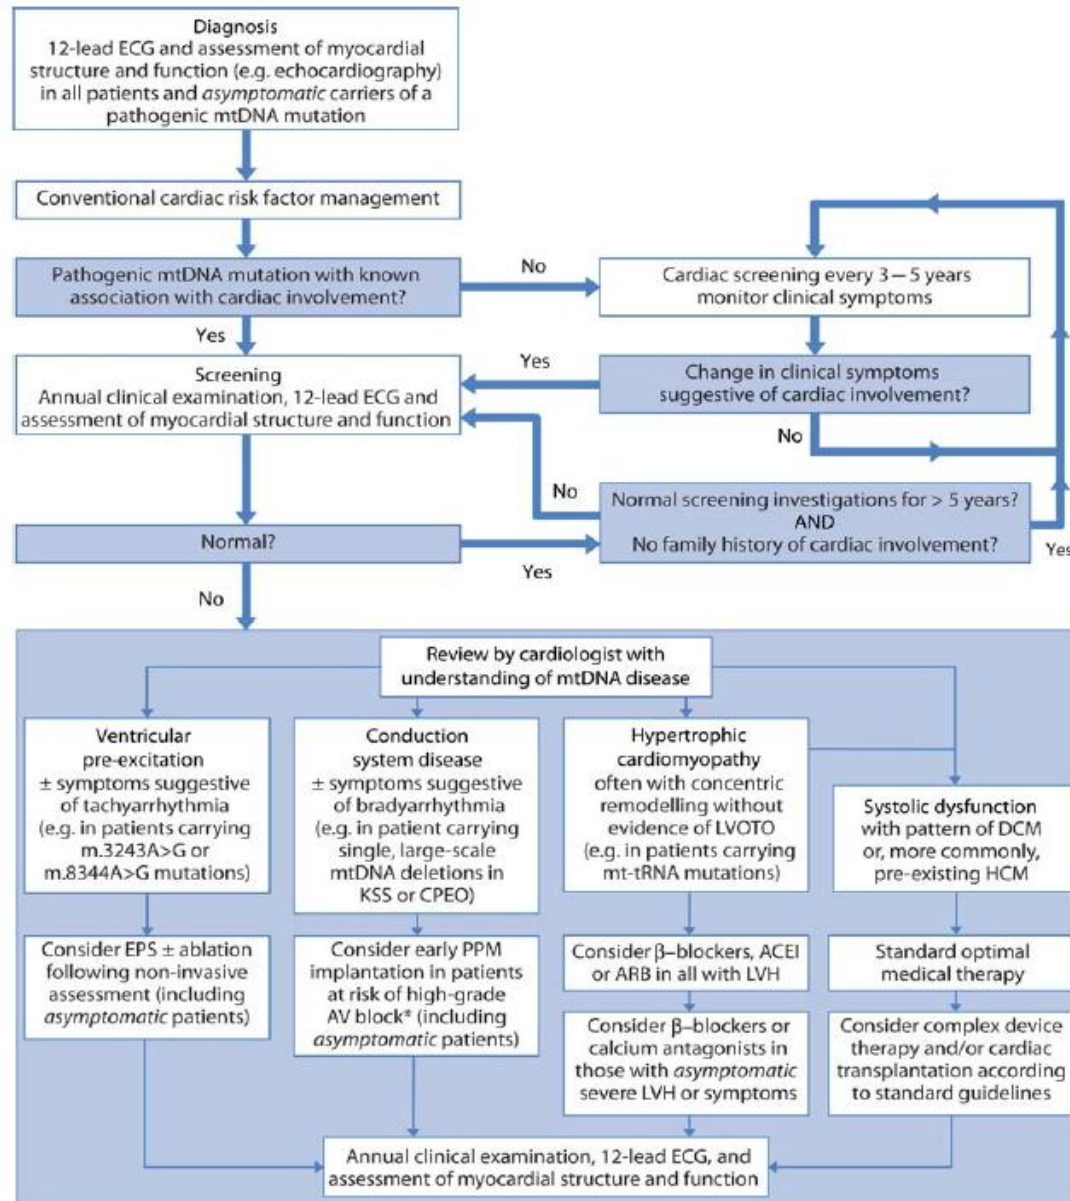 Diagnosis
12-lead ECG and assessment of myocardial
structure and function (e.g. echocardiography)
in all patients and asymptomatic carriers of a
pathogenic mtDNA mutation
Conventional cardiac risk factor management
Pathogenic mtDNA mutation with known
association with cardiac involvement?
No
Cardiac screening every 3 – 5 years
monitor clinical symptoms
Yes
Screening
Annual clinical examination, 12-lead ECG and
assessment of myocardial structure and function
Yes
Change in clinical symptoms
suggestive of cardiac involvement?
No
No
Normal screening investigations for > 5 years?
AND
No family history of cardiac involvement?
Yes
Normal?
Yes
No
Review by cardiologist with
understanding of mtDNA disease
Ventricular
pre-excitation
± symptoms suggestive
of tachyarrhythmia
(e.g. in patients carrying
m.3243A>G or
m.8344A>G mutations)
Consider EPS ± ablation
following non-invasive
assessment (including
asymptomatic patients)
Conduction
system disease
± symptoms suggestive
of bradyarrhythmia
(e.g. in patient carrying
single, large-scale
mtDNA deletions in
KSS or CPEO)
Consider early PPM
implantation in patients
at risk of high-grade
AV block* (including
asymptomatic patients)
Hypertrophic
cardiomyopathy
often with concentric
remodelling without
evidence of LVOTO
(e.g. in patients carrying
mt-tRNA mutations)
Consider β–blockers, ACEI
or ARB in all with LVH
Consider β–blockers or
calcium antagonists in
those with asymptomatic
severe LVH or symptoms
Systolic dysfunction
with pattern of DCM
or, more commonly,
pre-existing HCM
Standard optimal
medical therapy
Consider complex device
therapy and/or cardiac
transplantation according
to standard guidelines
Annual clinical examination, 12-lead ECG, and
assessment of myocardial structure and function